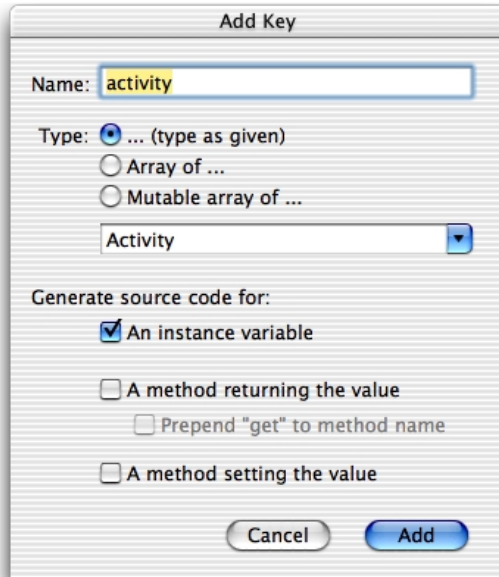 Add Key
Name: activity
Type: ... (type as given)
Array of ...
Mutable array of ...
Activity
Generate source code for:
An instance variable
A method returning the value
Prepend "get" to method name
A method setting the value
Cancel Add